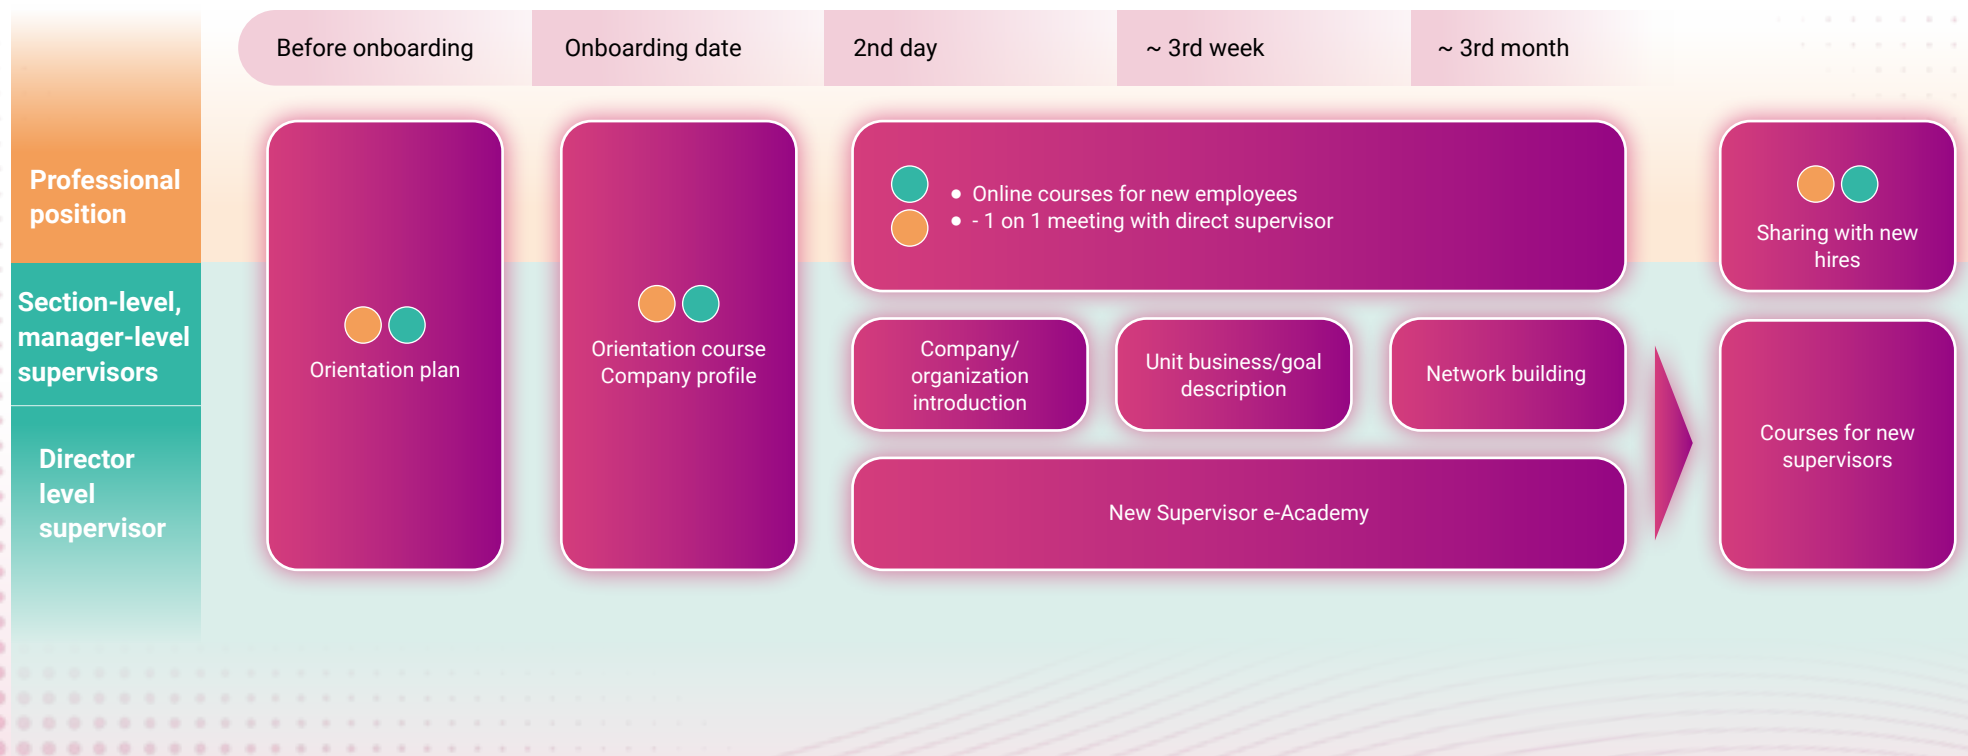 Before onboarding
Onboarding date
2nd day
~ 3rd week
~ 3rd month
Professional
position
Section-level,
manager-level
supervisors
Director
level
supervisor
Orientation plan
Orientation course
Company profile
• Online courses for new employees
• - 1 on 1 meeting with direct supervisor
Company/
organization
introduction
Unit business/goal
description
Network building
New Supervisor e-Academy
Sharing with new
hires
Courses for new
supervisors